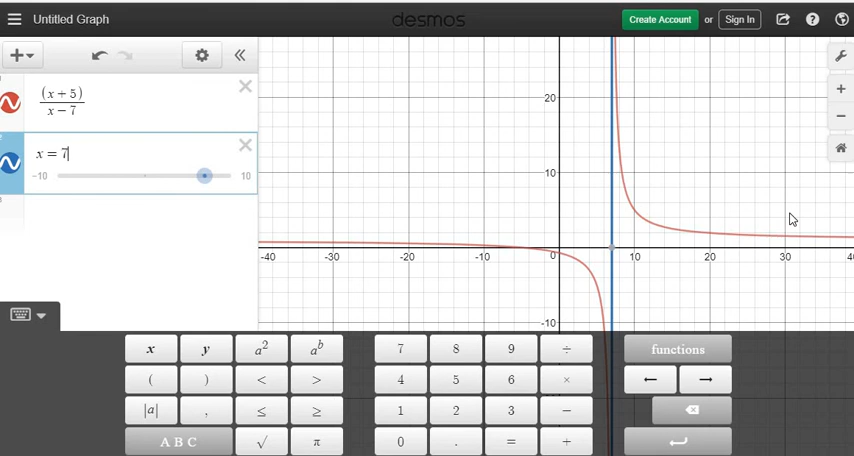 Untitled Graph
desmos
Create Account or Sign In
(x + 5)
x − 7
x = 7
-10 10
20
10
-40 -30 -20 -10 0 10 20 30
-10
x y a² aᵇ 7 8 9 ÷ functions
( ) < > 4 5 6 × ← →
|a| , ≤ ≥ 1 2 3 −
A B C √ π 0 . = +